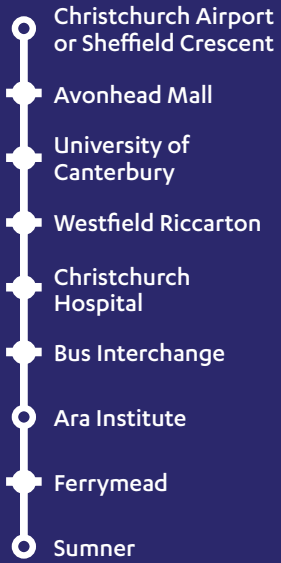 Christchurch Airport
or Sheffield Crescent
Avonhead Mall
University of
Canterbury
Westfield Riccarton
Christchurch
Hospital
Bus Interchange
Ara Institute
Ferrymead
Sumner